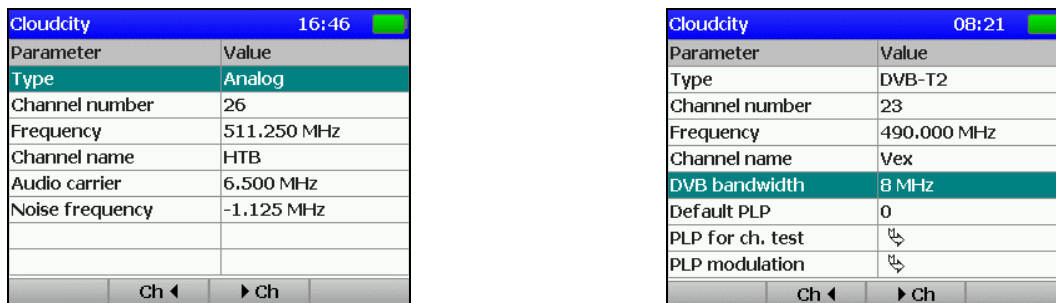 Cloudcity 16:46
Parameter Value
Type Analog
Channel number 26
Frequency 511.250 MHz
Channel name HTB
Audio carrier 6.500 MHz
Noise frequency -1.125 MHz
Ch Ch
Cloudcity 08:21
Parameter Value
Type DVB-T2
Channel number 23
Frequency 490.000 MHz
Channel name Vex
DVB bandwidth 8 MHz
Default PLP 0
PLP for ch. test
PLP modulation
Ch Ch